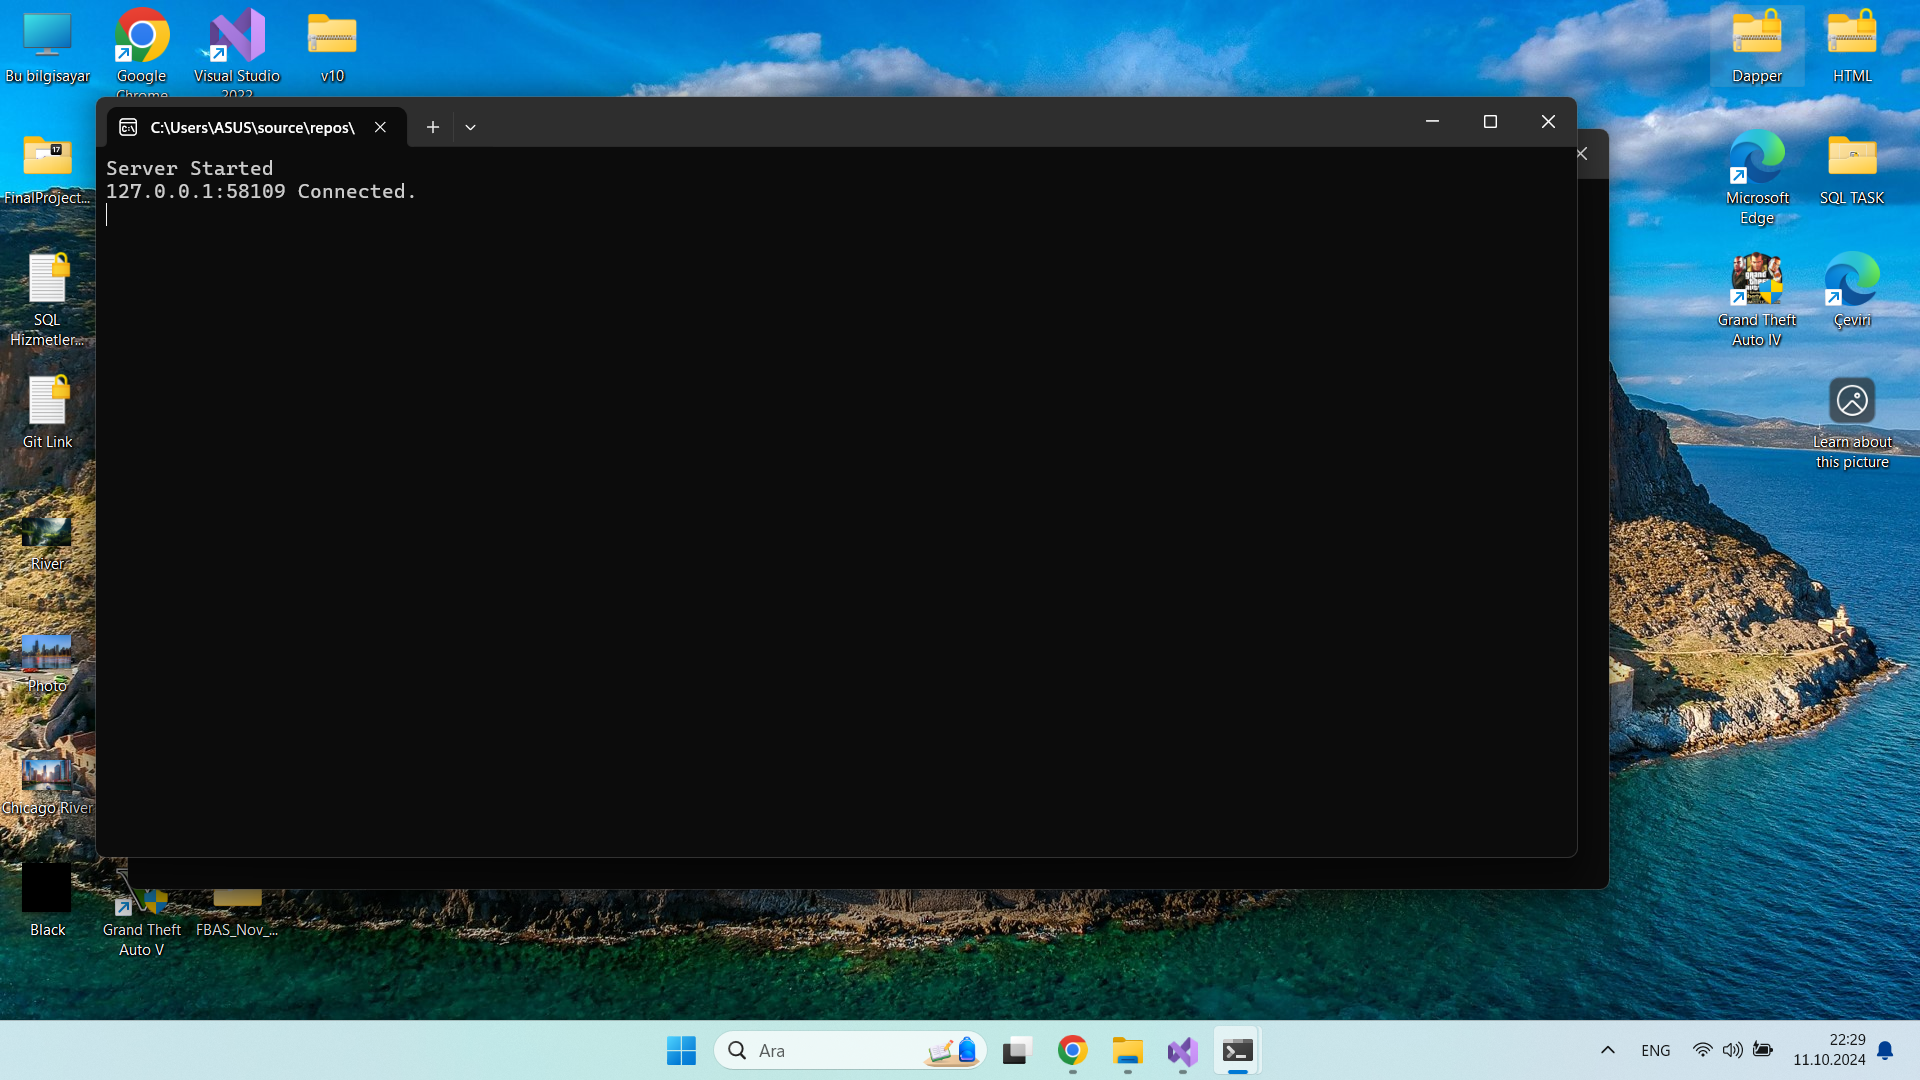 Bu bilgisayar
Google
Chrome
Visual Studio
2022
v10
Dapper
HTML
C:\Users\ASUS\source\repos\
Server Started
127.0.0.1:58109 Connected.
FinalProject...
17
Microsoft
Edge
SQL TASK
SQL
Hizmetler...
Grand Theft
Auto IV
Çeviri
Git Link
Learn about
this picture
River
Photo
Chicago River
Black
Grand Theft
Auto V
FBAS_Nov_...
Ara
ENG
22:29
11.10.2024